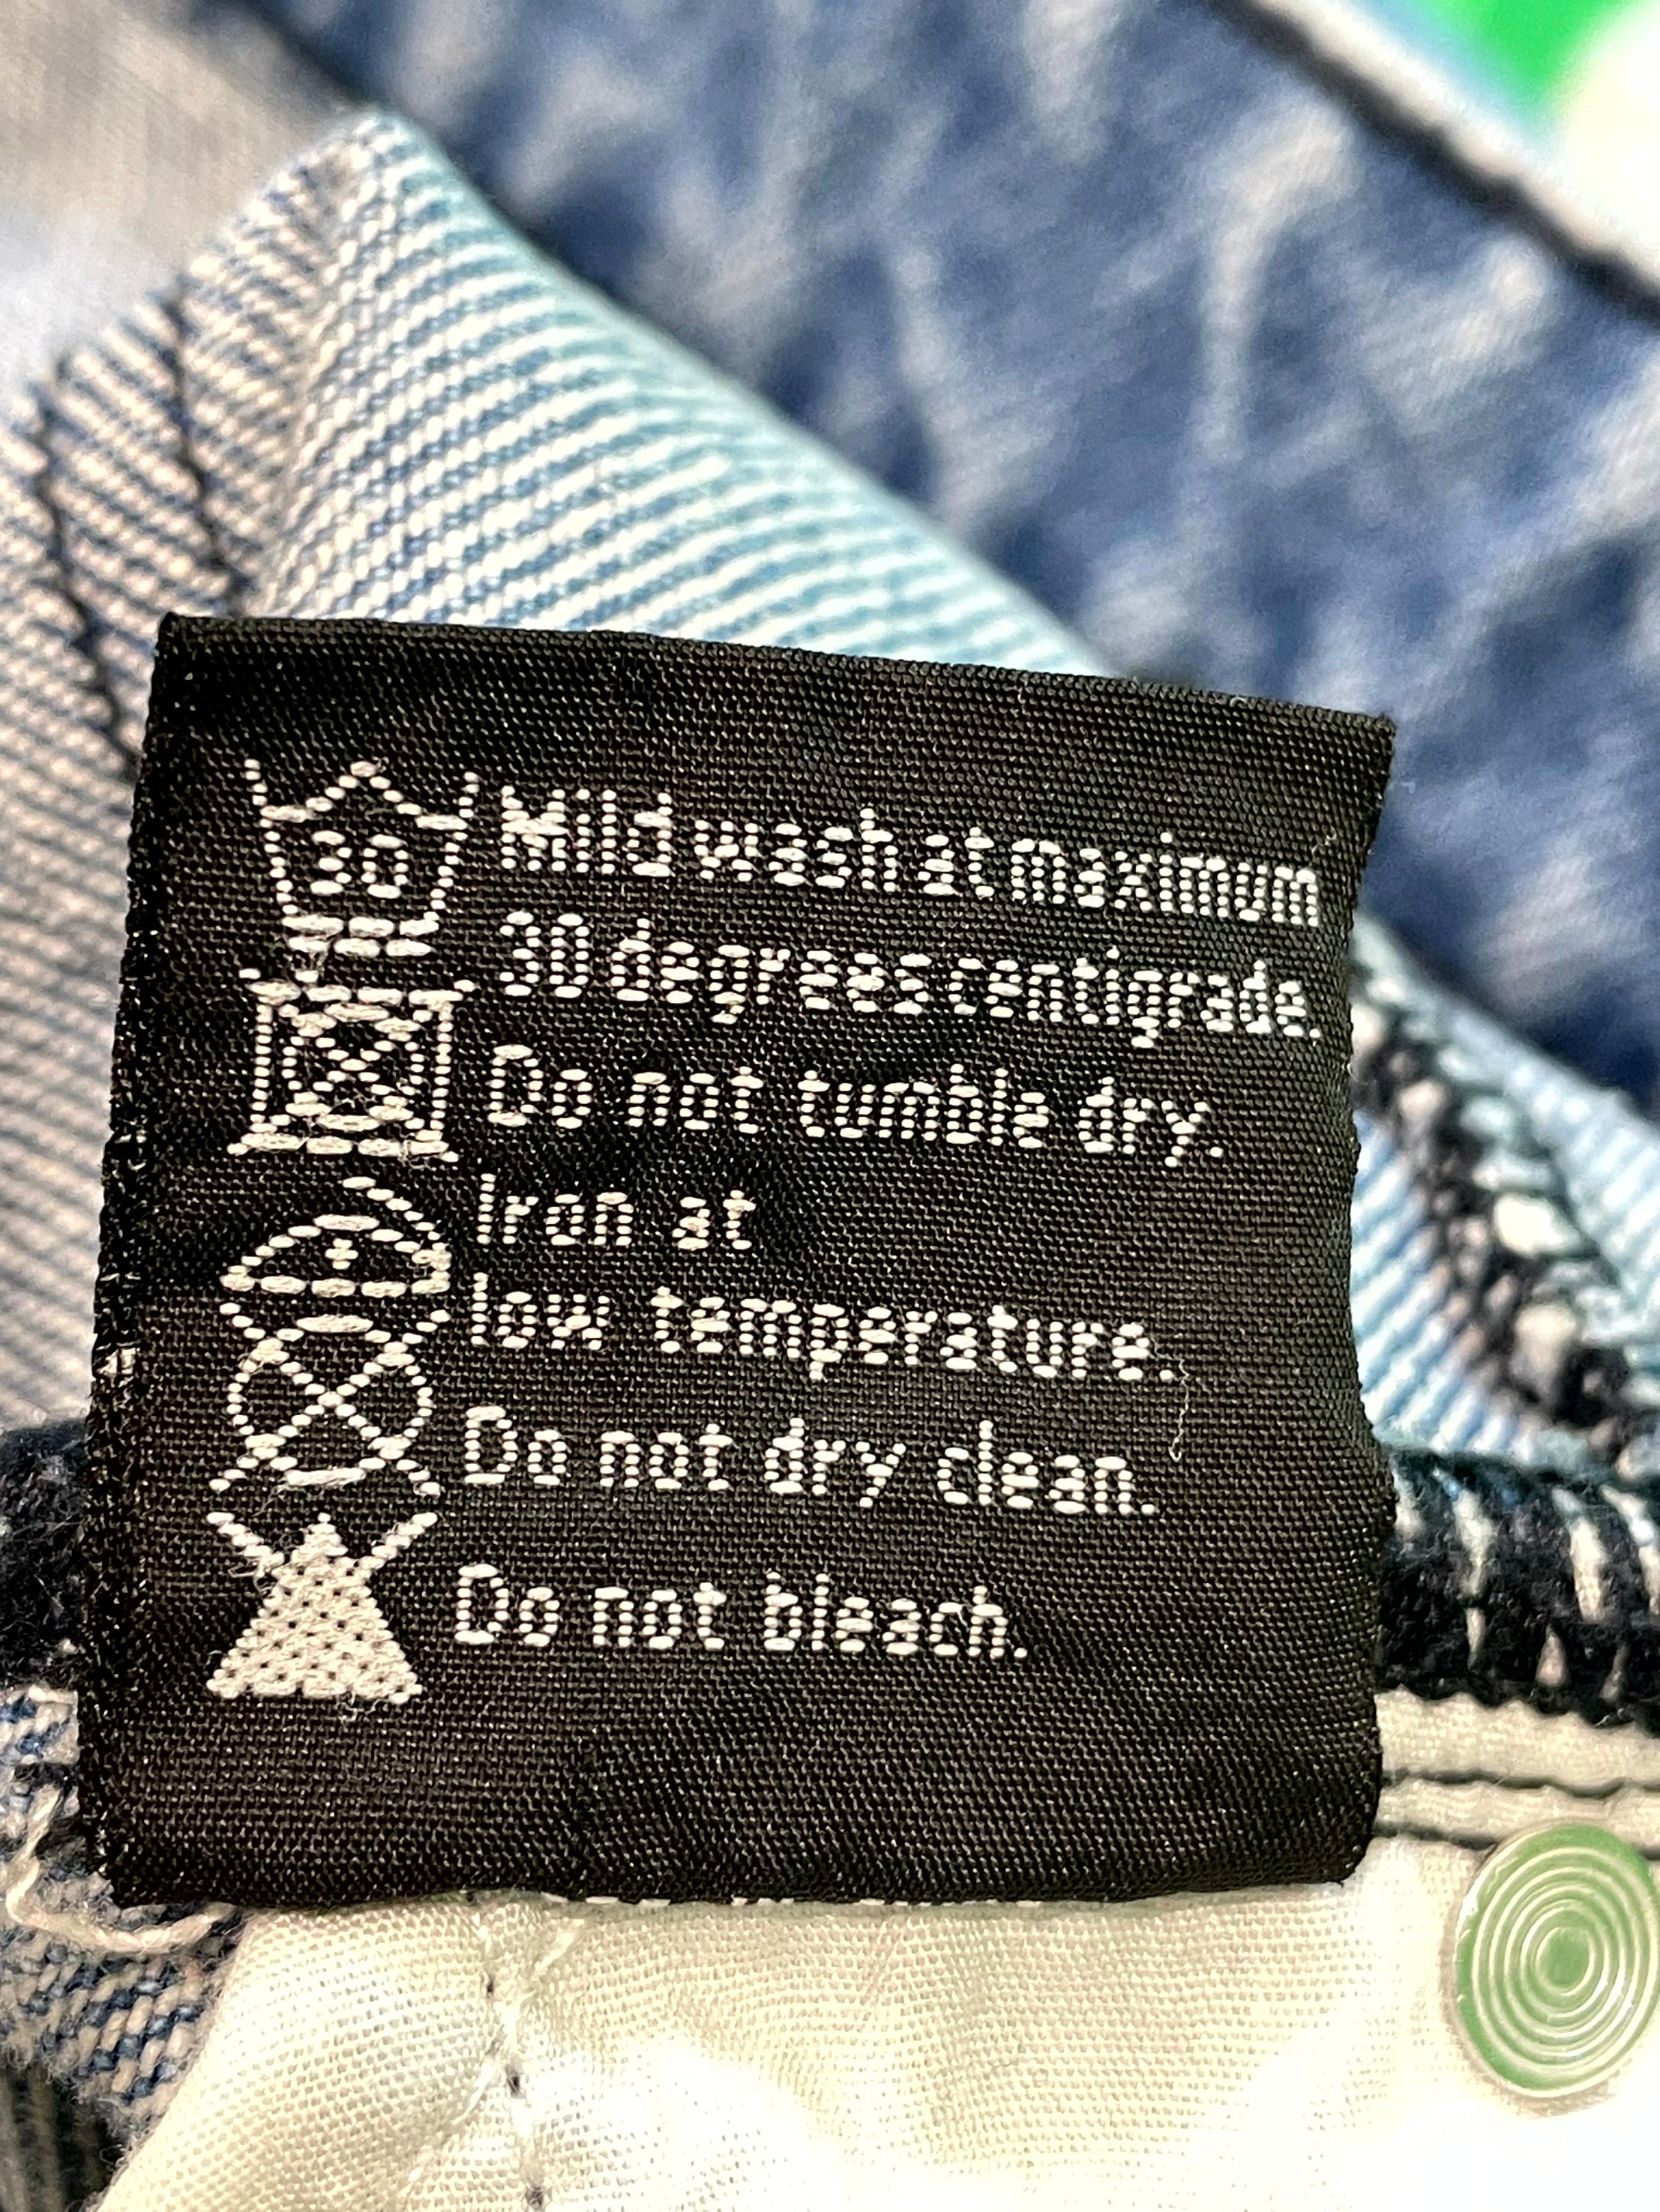 30 Mild wash at maximum
30 degrees centigrade.
Do not tumble dry.
Iron at
low temperature.
Do not dry clean.
Do not bleach.